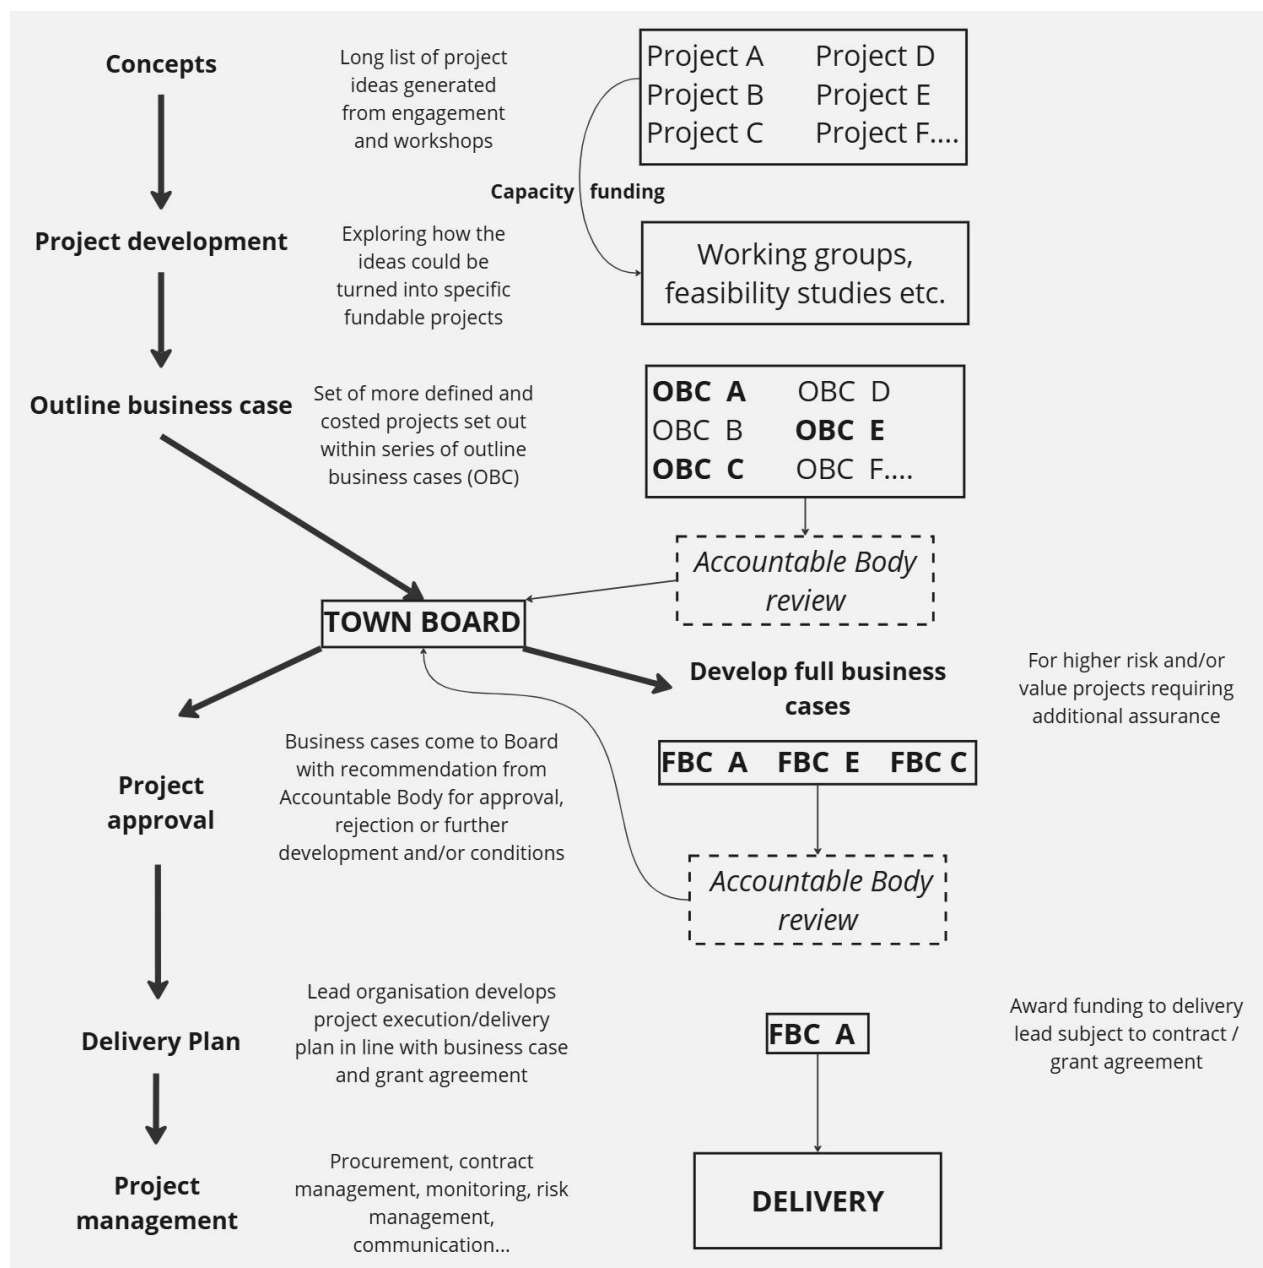 Concepts
Long list of project
ideas generated
from engagement
and workshops
Project A Project D
Project B Project E
Project C Project F....
Capacity funding
Project development
Exploring how the
ideas could be
turned into specific
fundable projects
Working groups,
feasibility studies etc.
Outline business case
Set of more defined and
costed projects set out
within series of outline
business cases (OBC)
OBC A OBC D
OBC B OBC E
OBC C OBC F....
Accountable Body
review
TOWN BOARD
Develop full business
cases
For higher risk and/or
value projects requiring
additional assurance
FBC A FBC E FBC C
Project
approval
Business cases come to Board
with recommendation from
Accountable Body for approval,
rejection or further
development and/or conditions
Accountable Body
review
Delivery Plan
Lead organisation develops
project execution/delivery
plan in line with business case
and grant agreement
FBC A
Award funding to delivery
lead subject to contract /
grant agreement
Project
management
Procurement, contract
management, monitoring, risk
management,
communication...
DELIVERY